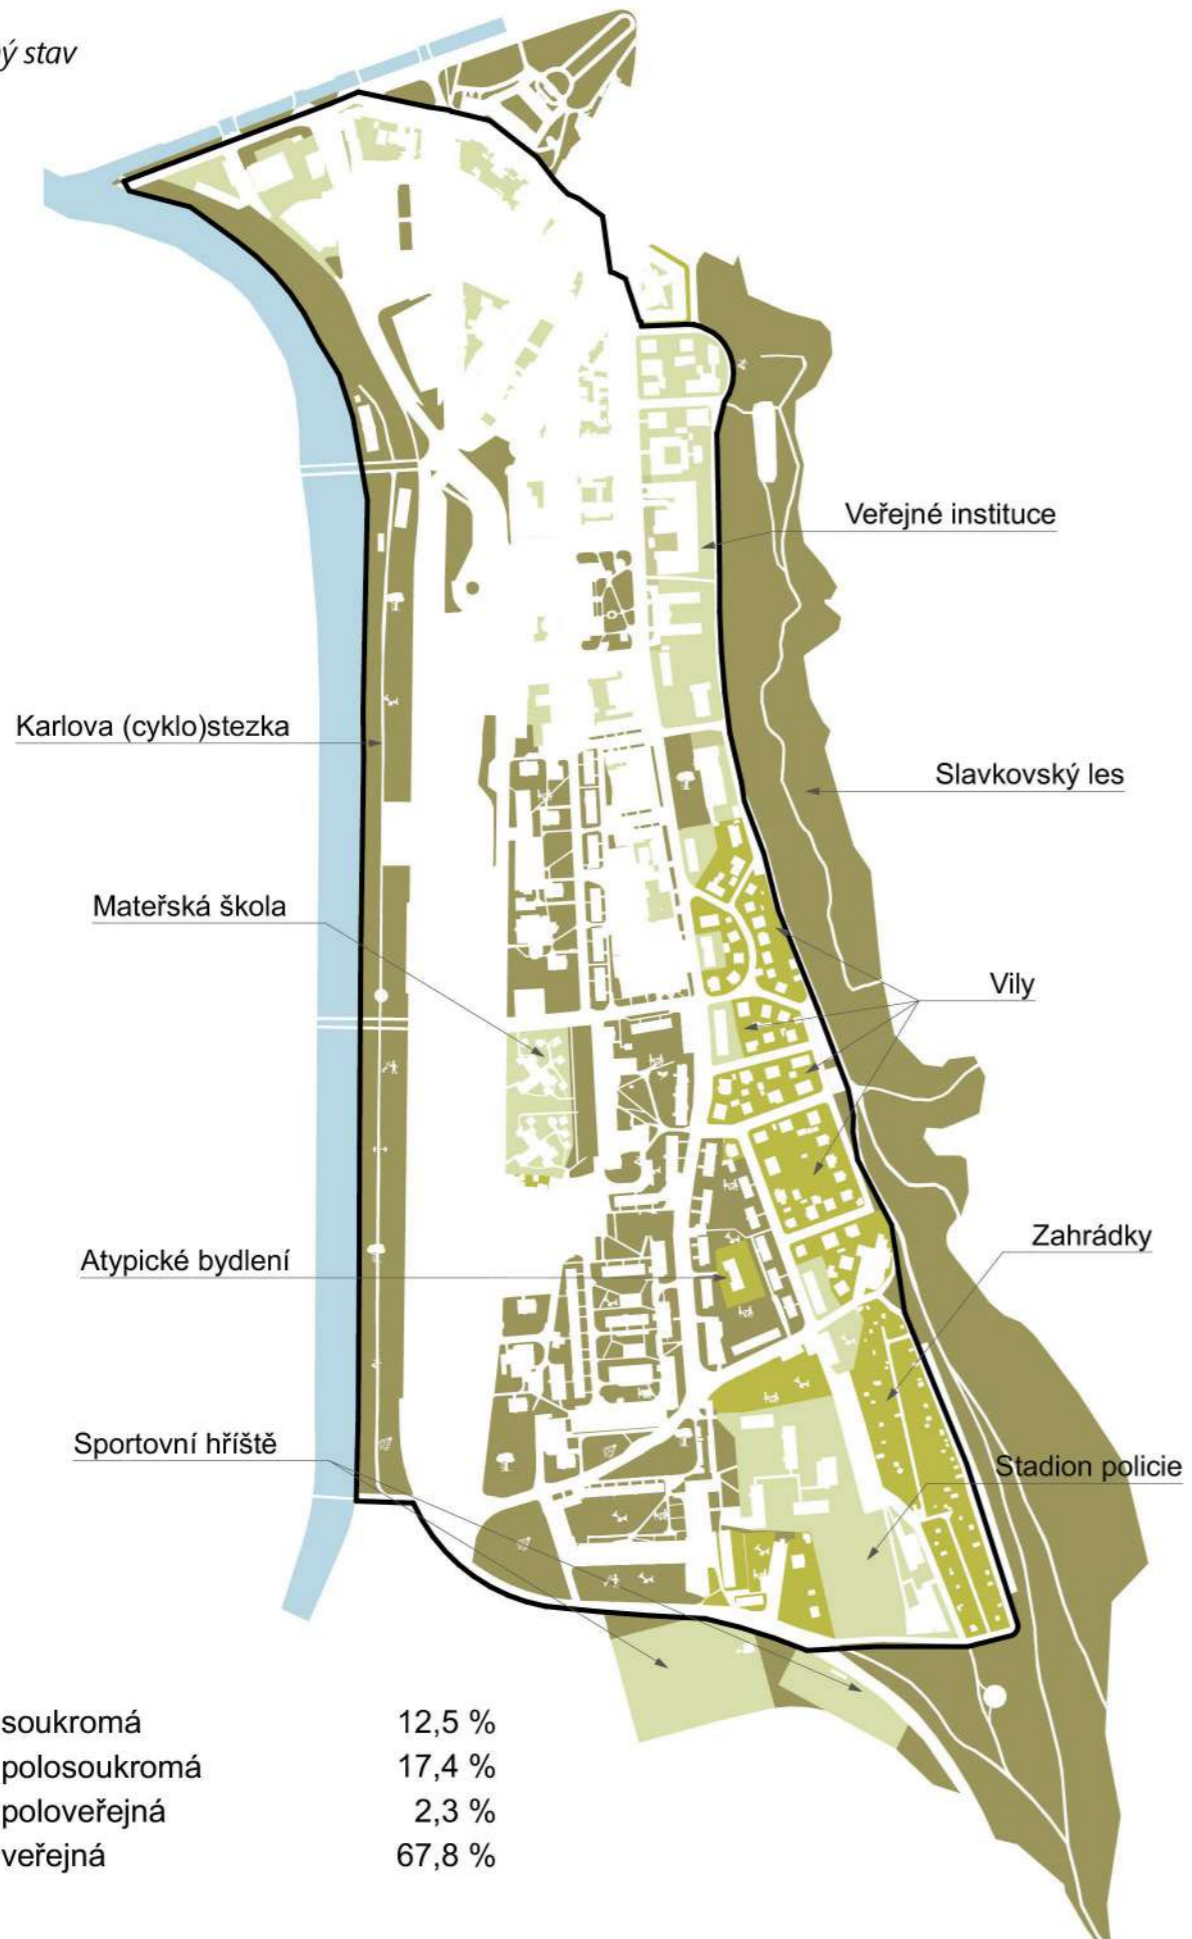 ý stav
Veřejné instituce
Karlova (cyklo)stezka
Slavkovský les
Mateřská škola
Vily
Zahrádky
Atypické bydlení
Sportovní hříště
Stadion policie
soukromá 12,5 %
polosoukromá 17,4 %
poloveřejná 2,3 %
veřejná 67,8 %